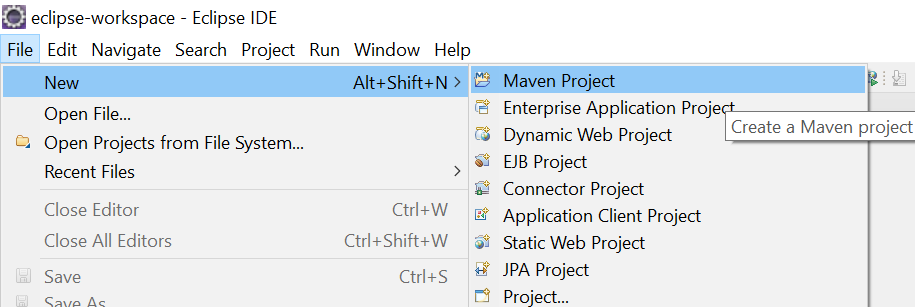 eclipse-workspace - Eclipse IDE
File Edit Navigate Search Project Run Window Help
New Alt+Shift+N
Open File...
Open Projects from File System...
Recent Files
Close Editor Ctrl+W
Close All Editors Ctrl+Shift+W
Save Ctrl+S
Save As
Maven Project
Enterprise Application Project
Dynamic Web Project
EJB Project
Connector Project
Application Client Project
Static Web Project
JPA Project
Project...
Create a Maven project